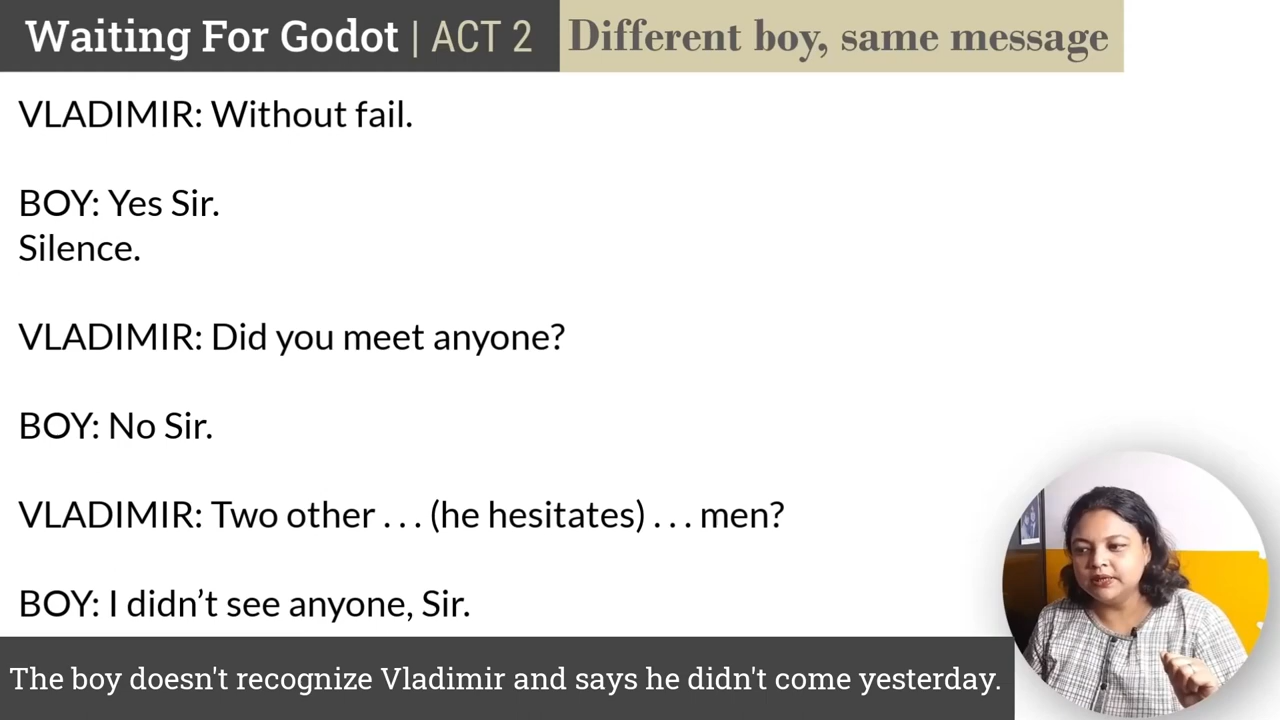 Waiting For Godot | ACT 2 Different boy, same message
VLADIMIR: Without fail.
BOY: Yes Sir.
Silence.
VLADIMIR: Did you meet anyone?
BOY: No Sir.
VLADIMIR: Two other . . . (he hesitates) . . . men?
BOY: I didn’t see anyone, Sir.
The boy doesn't recognize Vladimir and says he didn't come yesterday.